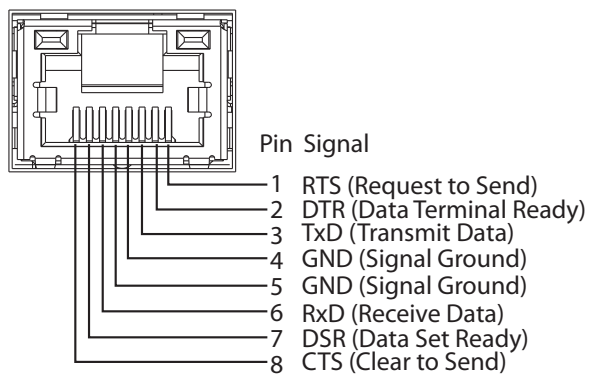 Pin Signal
1 RTS (Request to Send)
2 DTR (Data Terminal Ready)
3 TxD (Transmit Data)
4 GND (Signal Ground)
5 GND (Signal Ground)
6 RxD (Receive Data)
7 DSR (Data Set Ready)
8 CTS (Clear to Send)